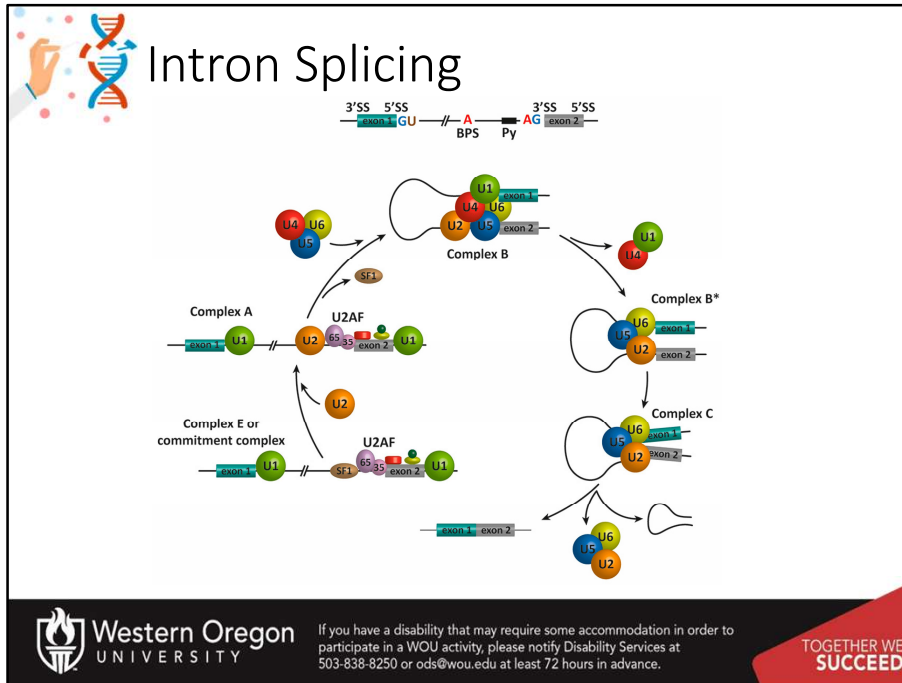 Intron Splicing
3'SS 5'SS 3'SS 5'SS
exon 1 GU A AG exon 2
BPS Py
U1 exon 1
U4 U6
U2 U5 exon 2
Complex B
U4 U6
U5
U1
U4
SF1
Complex A
U2AF
exon 1 U1 U2 65 35 exon 2 U1
Complex B*
U6 exon 1
U5
U2 exon 2
U2
Complex E or
commitment complex
U2AF
exon 1 U1 SF1 65 35 exon 2 U1
Complex C
U6 exon 1
U5
U2 exon 2
exon 1 exon 2
U6
U5
U2
Western Oregon
UNIVERSITY
If you have a disability that may require some accommodation in order to
participate in a WOU activity, please notify Disability Services at
503-838-8250 or ods@wou.edu at least 72 hours in advance.
TOGETHER WE
SUCCEED